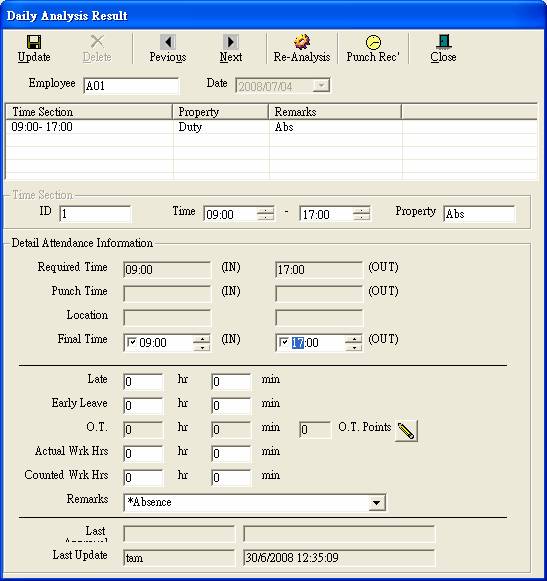 Daily Analysis Result
Update Delete Pevious Next Re-Analysis Punch Rec' Close
Employee A01 Date 2008/07/04
Time Section Property Remarks
09:00- 17:00 Duty Abs
Time Section
ID 1 Time 09:00 - 17:00 Property Abs
Detail Attendance Information
Required Time 09:00 (IN) 17:00 (OUT)
Punch Time (IN) (OUT)
Location
Final Time 09:00 (IN) 17:00 (OUT)
Late 0 hr 0 min
Early Leave 0 hr 0 min
O.T. 0 hr 0 min 0 O.T. Points
Actual Wrk Hrs 0 hr 0 min
Counted Wrk Hrs 0 hr 0 min
Remarks *Absence
Last
Last Update tam 30/6/2008 12:35:09